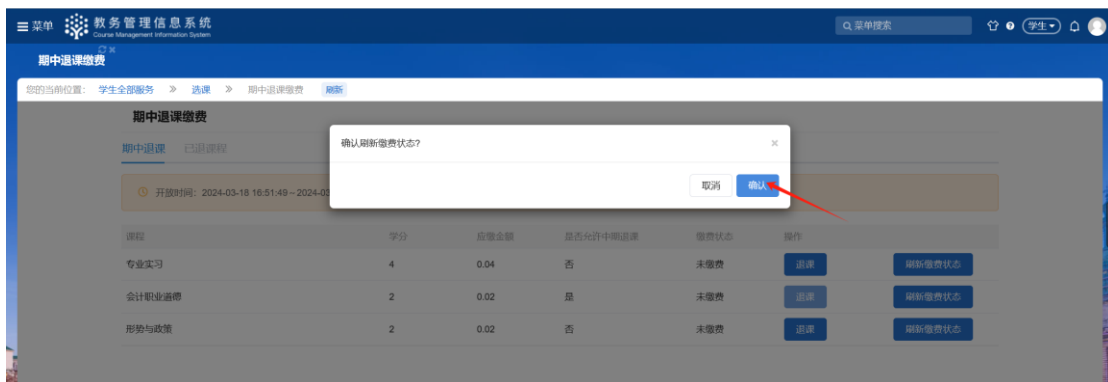 菜单 教务管理信息系统 菜单搜索 学生
Course Management Information System
期中退课缴费
您的当前位置: 学生全部服务 » 选课 » 期中退课缴费 刷新
期中退课缴费
确认刷新缴费状态? ×
期中退课 已退课程
取消 确认
开放时间: 2024-03-18 16:51:49 ~ 2024-03
课程 学分 应缴金额 是否允许中期退课 缴费状态 操作
专业实习 4 0.04 否 未缴费 退课 刷新缴费状态
会计职业道德 2 0.02 是 未缴费 退课 刷新缴费状态
形势与政策 2 0.02 否 未缴费 退课 刷新缴费状态